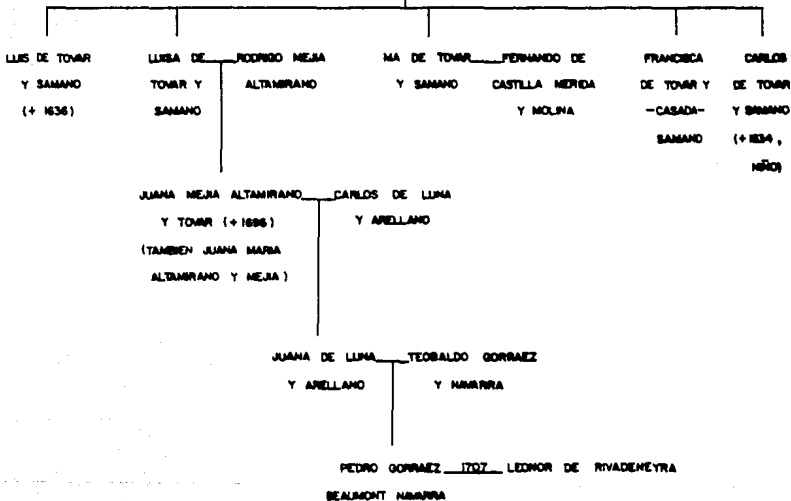 LUIS DE TOVAR
Y SAMANO
(+ 1636)
LUISA DE
TOVAR Y
SAMANO
RODRIGO MEJIA
ALTAMIRANO
MA DE TOVAR
Y SAMANO
FERNANDO DE
CASTILLA MERIDA
Y MOLINA
FRANCISCA
DE TOVAR Y
—CASADA—
SAMANO
CARLOS
DE TOVAR
Y SAMANO
(+ 1634,
NIÑO)
JUANA MEJIA ALTAMIRANO
Y TOVAR (+ 1696)
(TAMBIEN JUANA MARIA
ALTAMIRANO Y MEJIA)
CARLOS DE LUNA
Y ARELLANO
JUANA DE LUNA
Y ARELLANO
TEOBALDO GORRAEZ
Y NAVARRA
PEDRO GORRAEZ 1707 LEONOR DE RIVADENEYRA
BEAUMONT NAVARRA